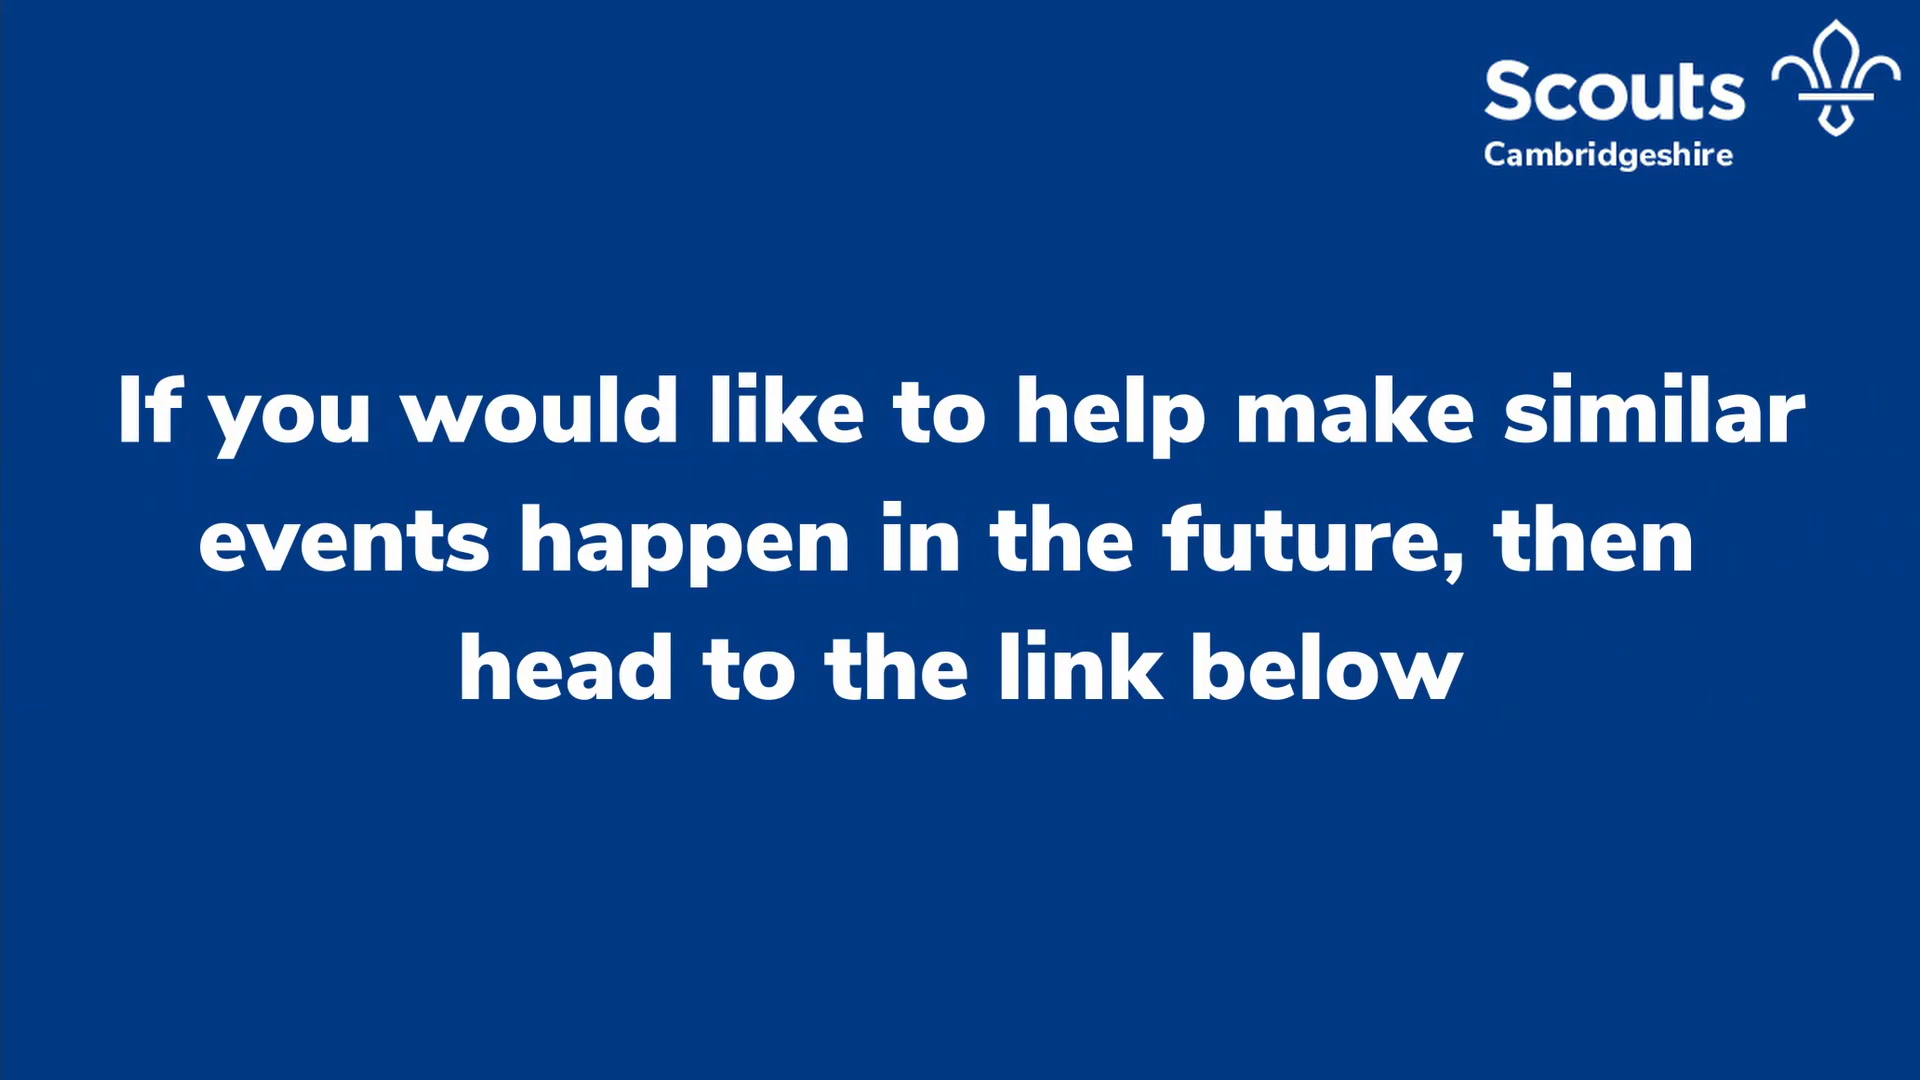 Scouts
Cambridgeshire
If you would like to help make similar
events happen in the future, then
head to the link below